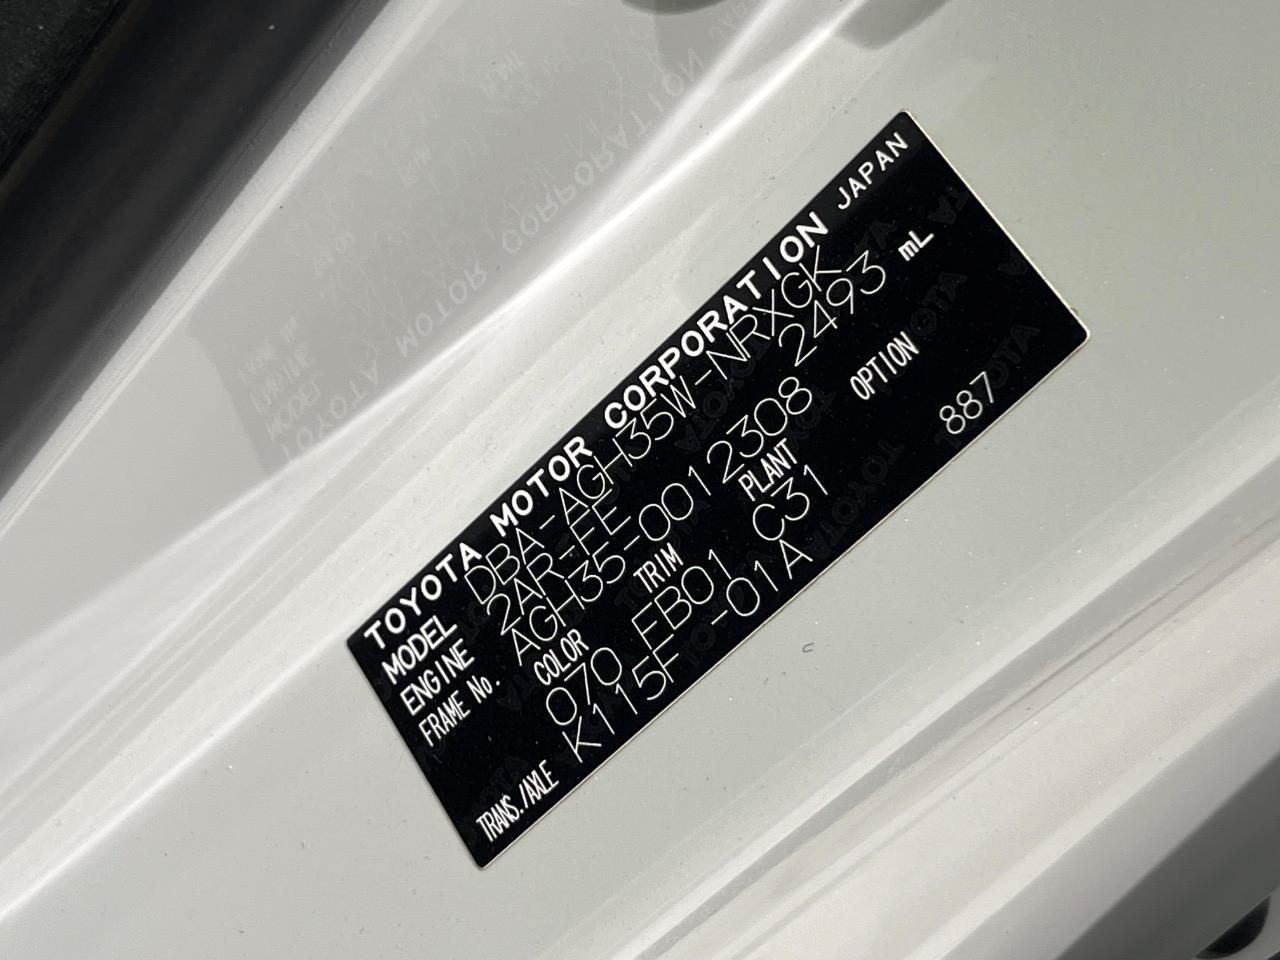 TOYOTA MOTOR CORPORATION JAPAN
MODEL DBA-AGH35W-NRXGK
ENGINE 2AR-FE 2493 mL
FRAME No. AGH35-0012308
COLOR TRIM PLANT OPTION
070 EB01 C31 887
TRANS./AXLE K115F -01A